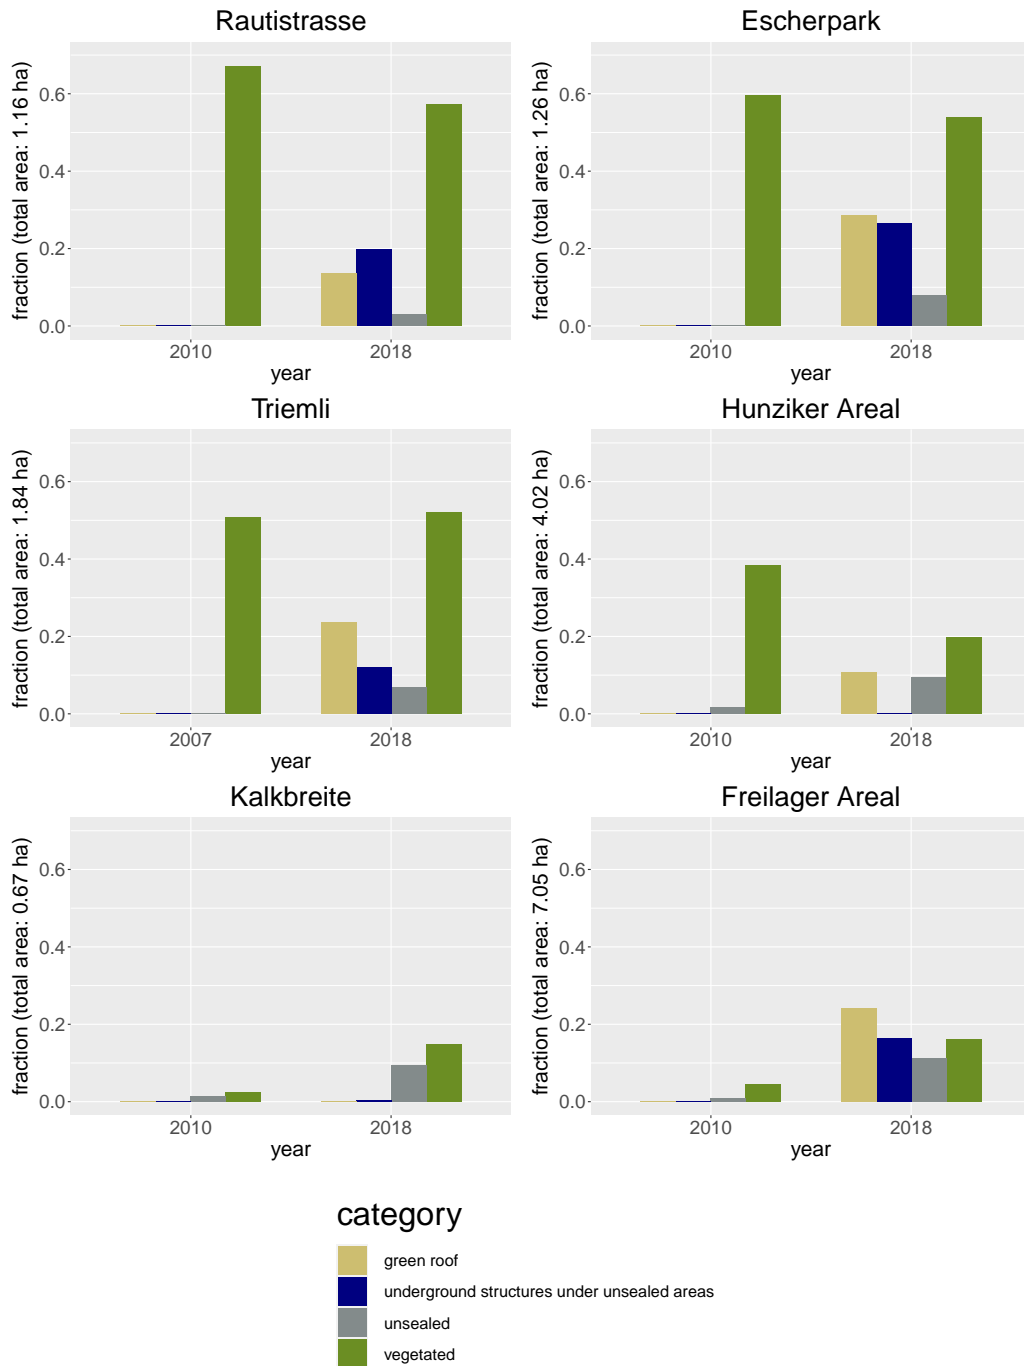 Rautistrasse
fraction (total area: 1.16 ha)
0.6
0.4
0.2
0.0
2010 2018
year
Escherpark
fraction (total area: 1.26 ha)
0.6
0.4
0.2
0.0
2010 2018
year
Triemli
fraction (total area: 1.84 ha)
0.6
0.4
0.2
0.0
2007 2018
year
Hunziker Areal
fraction (total area: 4.02 ha)
0.6
0.4
0.2
0.0
2010 2018
year
Kalkbreite
fraction (total area: 0.67 ha)
0.6
0.4
0.2
0.0
2010 2018
year
Freilager Areal
fraction (total area: 7.05 ha)
0.6
0.4
0.2
0.0
2010 2018
year
category
green roof
underground structures under unsealed areas
unsealed
vegetated